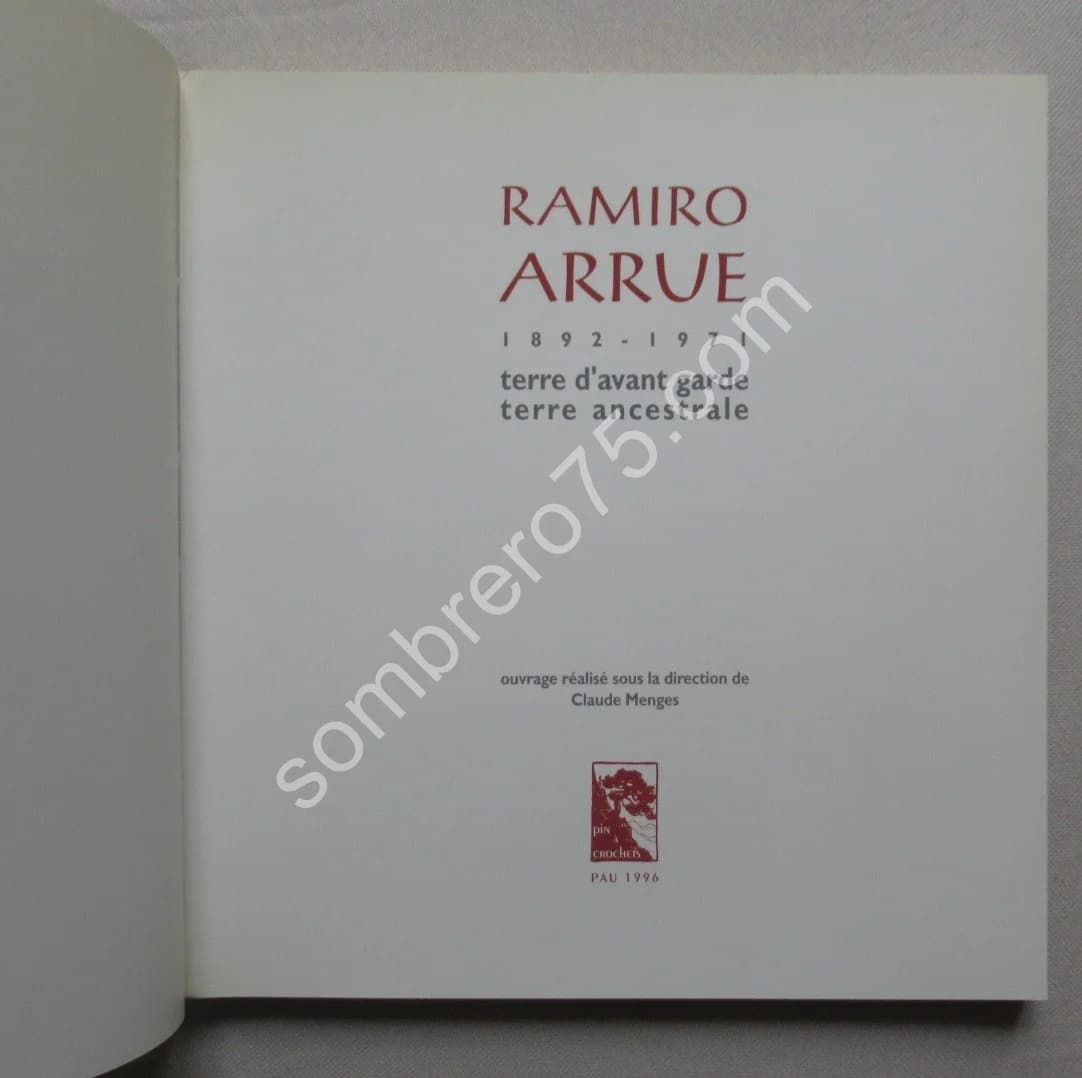 RAMIRO
ARRUE
1892-1971
terre d'avant garde
terre ancestrale
sombrero75.com
ouvrage réalisé sous la direction de
Claude Menges
pin
à
crochets
PAU 1996